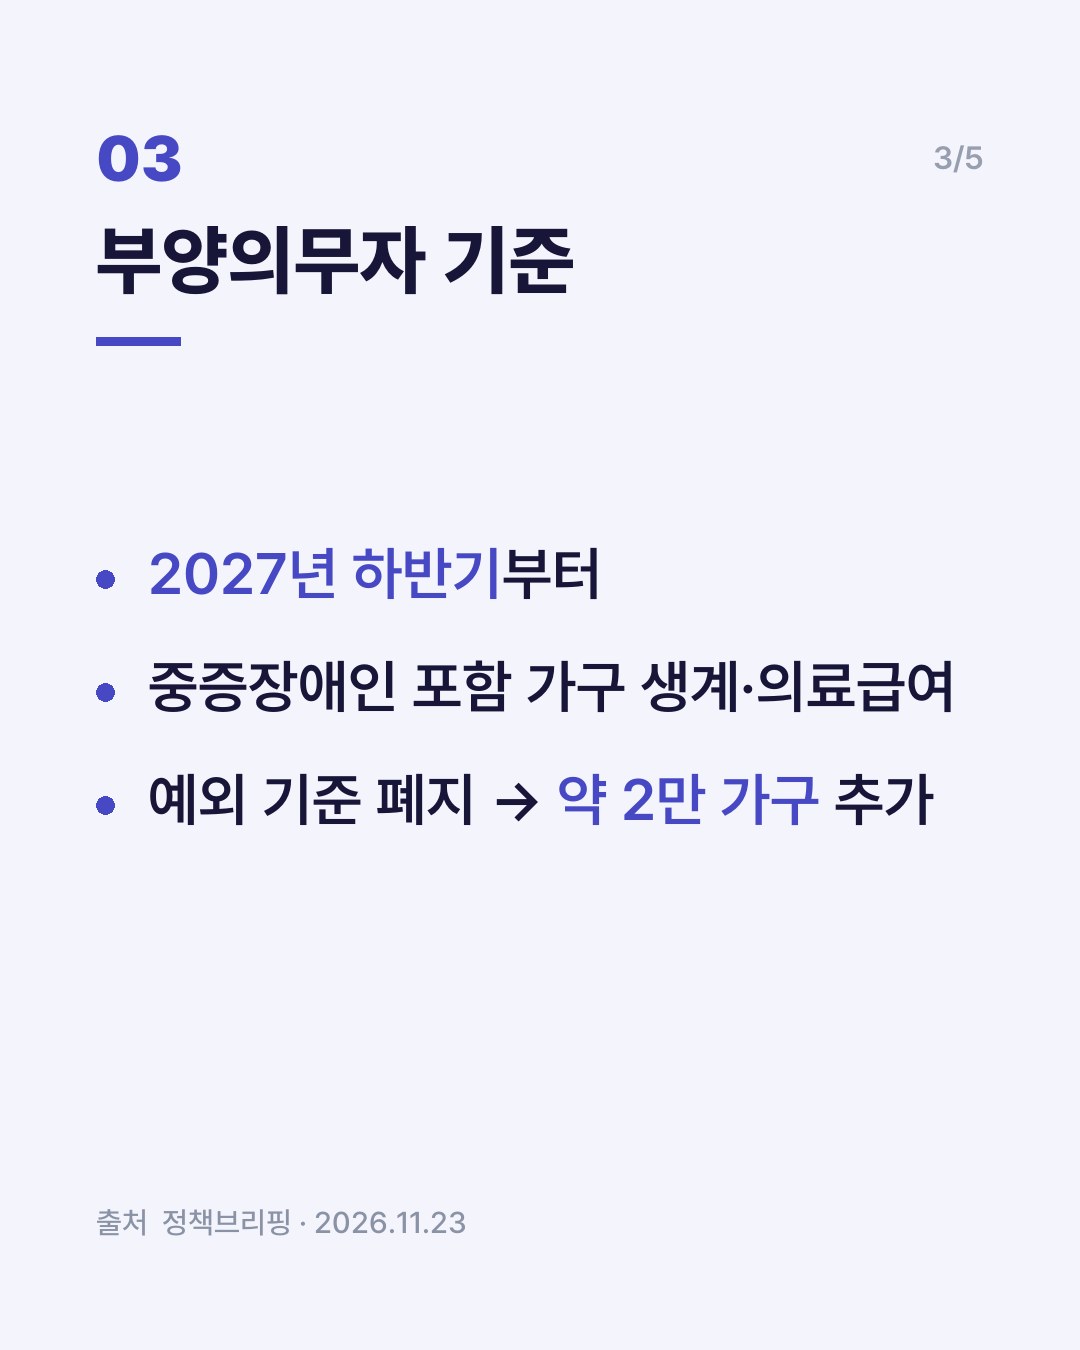 03
3/5
부양의무자 기준
2027년 하반기부터
중증장애인 포함 가구 생계·의료급여
예외 기준 폐지 → 약 2만 가구 추가
출처 정책브리핑 · 2026.11.23